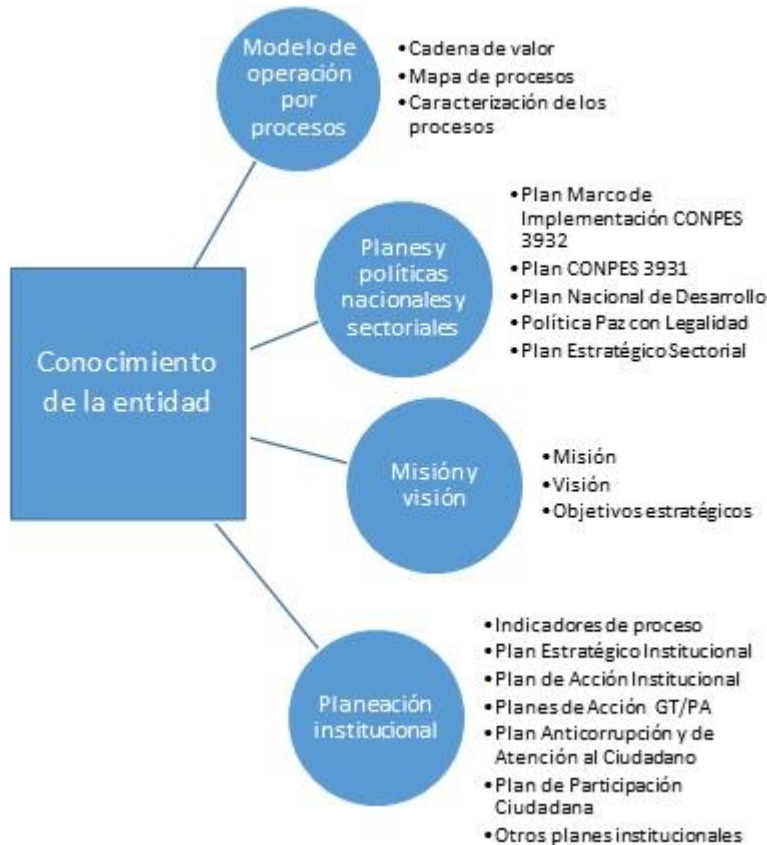 Modelo de
operación
por
procesos
•Cadena de valor
•Mapa de procesos
•Caracterización de los
procesos
Planes y
políticas
nacionales y
sectoriales
•Plan Marco de
Implementación CONPES
3932
•Plan CONPES 3931
•Plan Nacional de Desarrollo
•Política Paz con Legalidad
•Plan Estratégico Sectorial
Conocimiento
de la entidad
Misión y
visión
•Misión
•Visión
•Objetivos estratégicos
Planeación
institucional
•Indicadores de proceso
•Plan Estratégico Institucional
•Plan de Acción Institucional
•Planes de Acción GT/PA
•Plan Anticorrupción y de
Atención al Ciudadano
•Plan de Participación
Ciudadana
•Otros planes institucionales